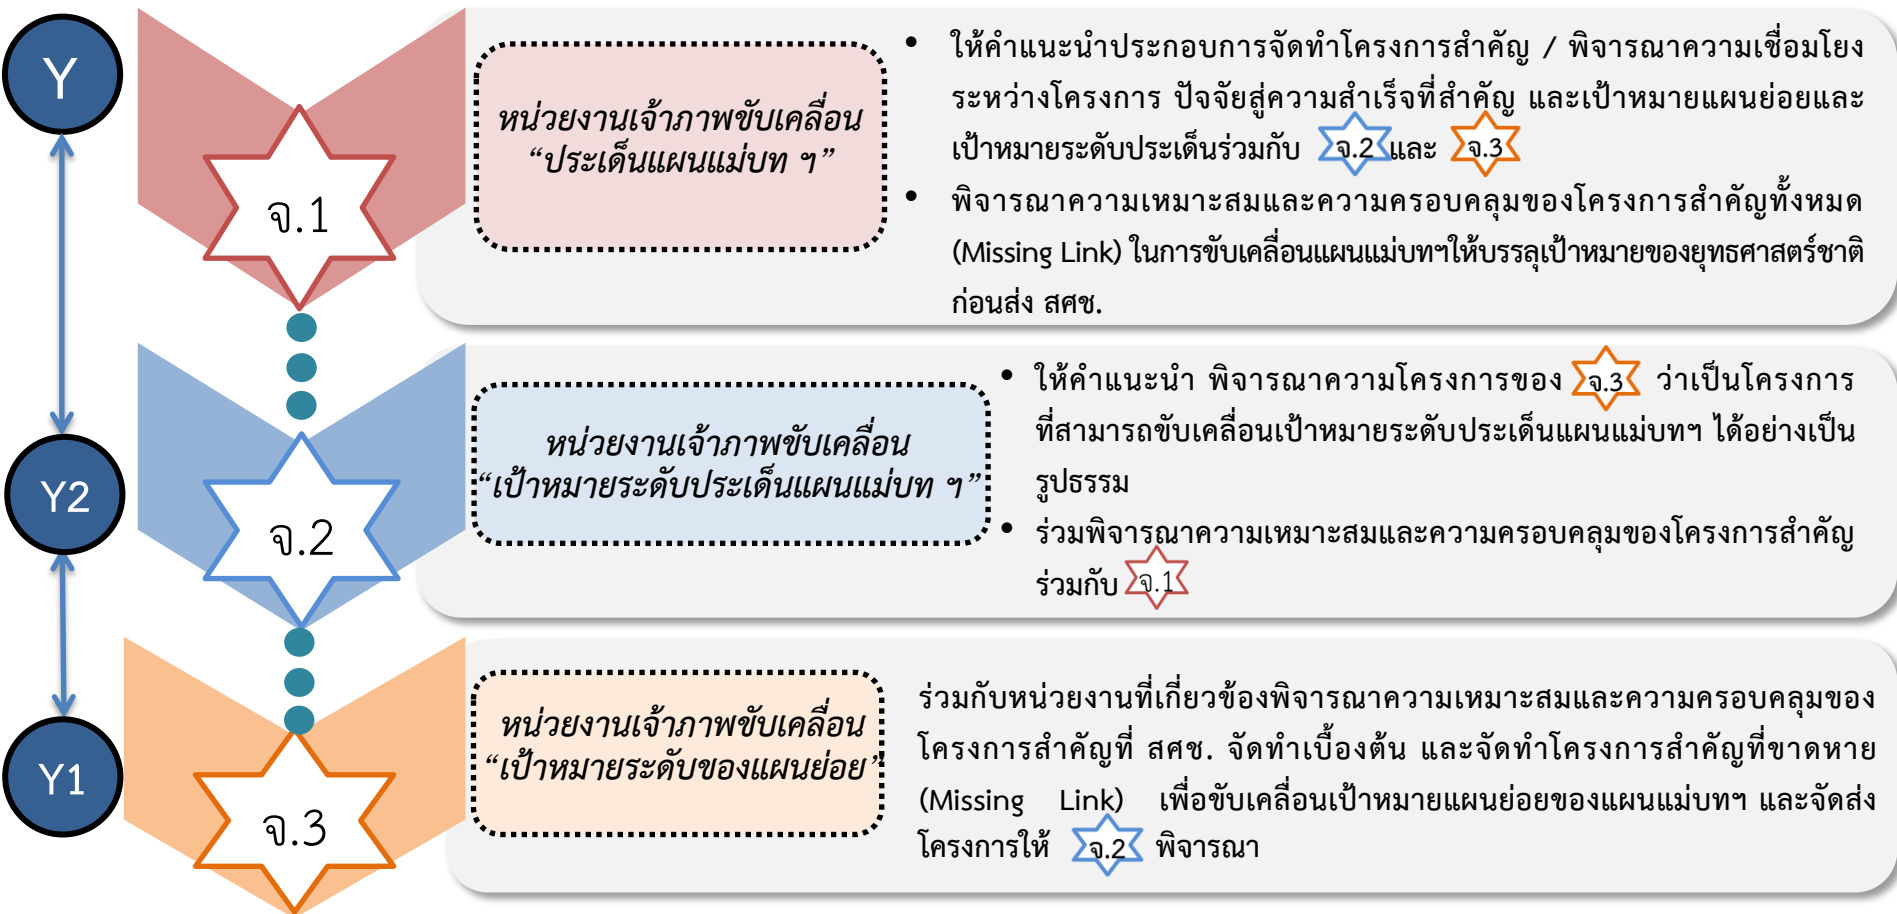 Y
จ.1
หน่วยงานเจ้าภาพขับเคลื่อน
“ประเด็นแผนแม่บท ฯ”
• ให้คำแนะนำประกอบการจัดทำโครงการสำคัญ / พิจารณาความเชื่อมโยง
ระหว่างโครงการ ปัจจัยสู่ความสำเร็จที่สำคัญ และเป้าหมายแผนย่อยและ
เป้าหมายระดับประเด็นร่วมกับ จ.2 และ จ.3
• พิจารณาความเหมาะสมและความครอบคลุมของโครงการสำคัญทั้งหมด
(Missing Link) ในการขับเคลื่อนแผนแม่บทฯให้บรรลุเป้าหมายของยุทธศาสตร์ชาติ
ก่อนส่ง สศช.
Y2
จ.2
หน่วยงานเจ้าภาพขับเคลื่อน
“เป้าหมายระดับประเด็นแผนแม่บท ฯ”
• ให้คำแนะนำ พิจารณาความโครงการของ จ.3 ว่าเป็นโครงการ
ที่สามารถขับเคลื่อนเป้าหมายระดับประเด็นแผนแม่บทฯ ได้อย่างเป็น
รูปธรรม
• ร่วมพิจารณาความเหมาะสมและความครอบคลุมของโครงการสำคัญ
ร่วมกับ จ.1
Y1
จ.3
หน่วยงานเจ้าภาพขับเคลื่อน
“เป้าหมายระดับของแผนย่อย”
ร่วมกับหน่วยงานที่เกี่ยวข้องพิจารณาความเหมาะสมและความครอบคลุมของ
โครงการสำคัญที่ สศช. จัดทำเบื้องต้น และจัดทำโครงการสำคัญที่ขาดหาย
(Missing Link) เพื่อขับเคลื่อนเป้าหมายแผนย่อยของแผนแม่บทฯ และจัดส่ง
โครงการให้ จ.2 พิจารณา